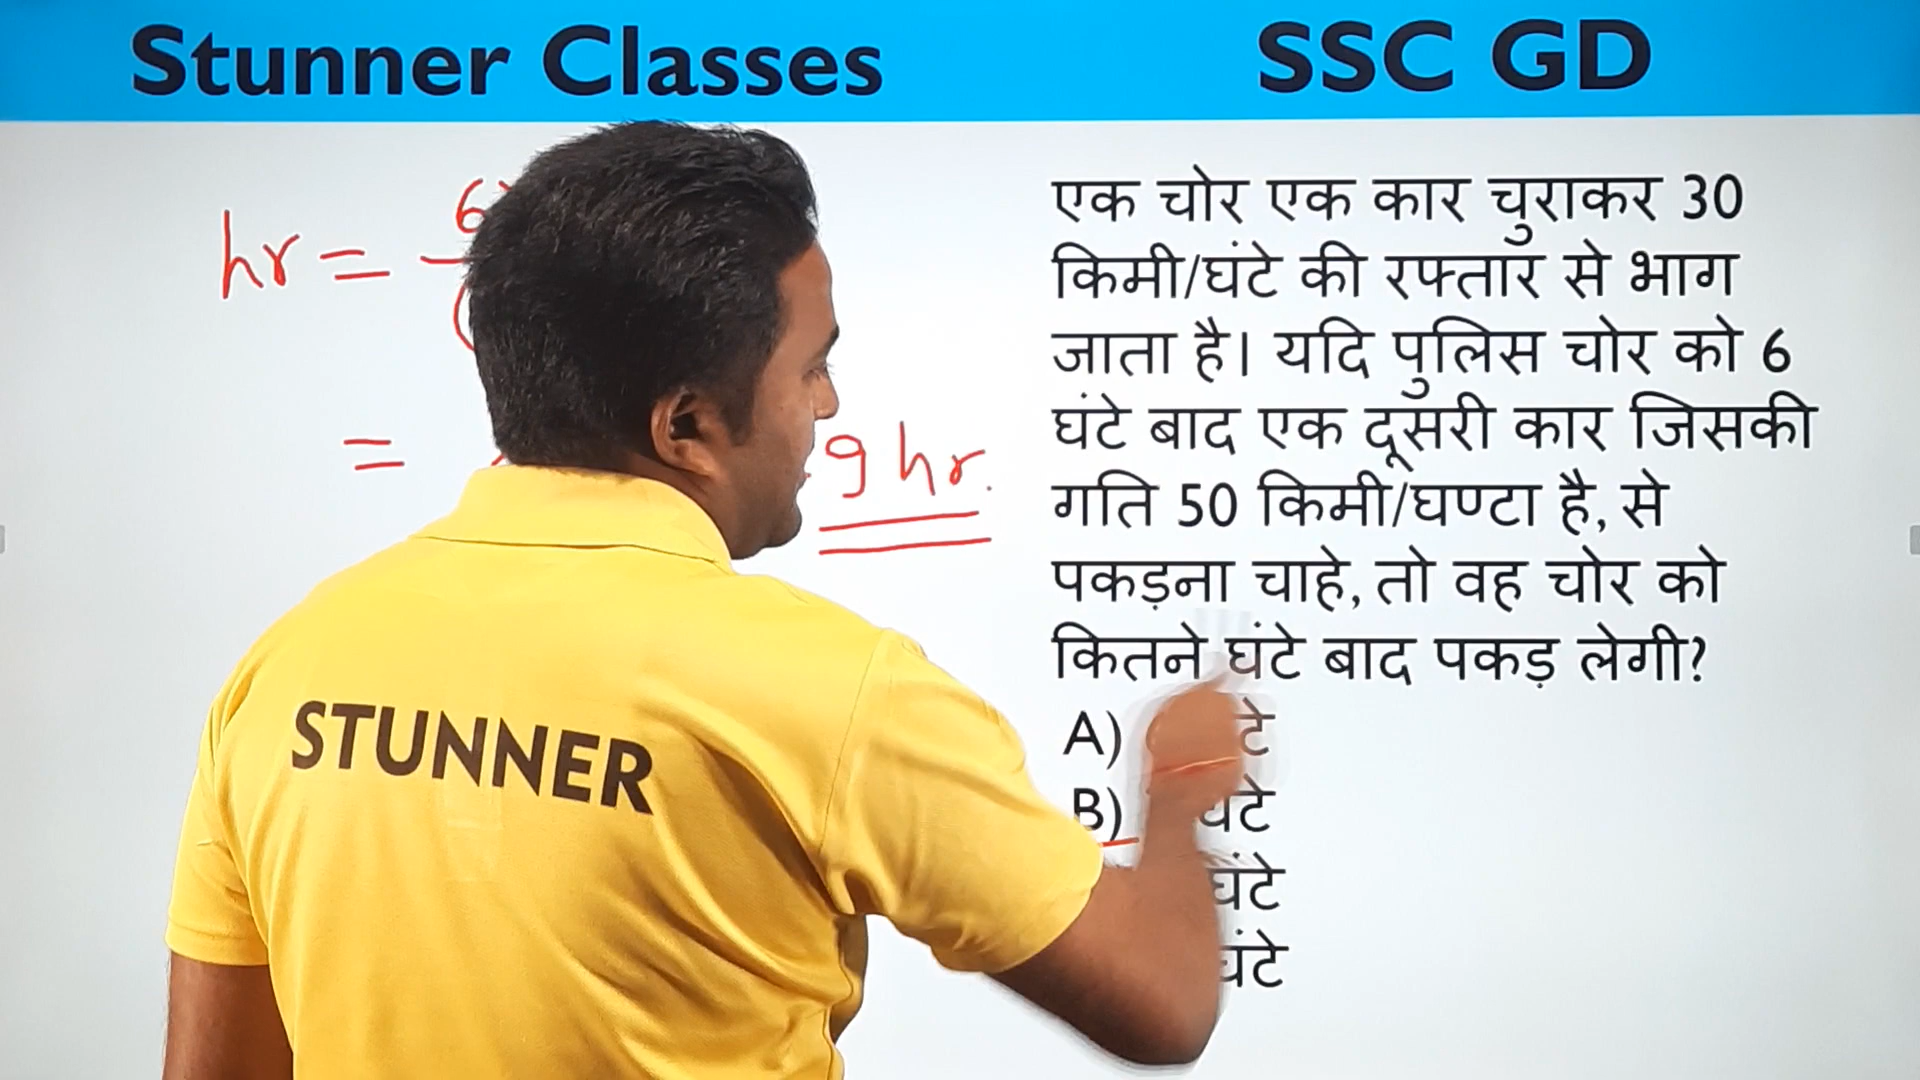 Stunner Classes
SSC GD
hr = 6
=
9 hr.
एक चोर एक कार चुराकर 30
किमी/घंटे की रफ्तार से भाग
जाता है। यदि पुलिस चोर को 6
घंटे बाद एक दूसरी कार जिसकी
गति 50 किमी/घण्टा है, से
पकड़ना चाहे, तो वह चोर को
कितने घंटे बाद पकड़ लेगी?
A)
B) घंटे
घंटे
घंटे
STUNNER